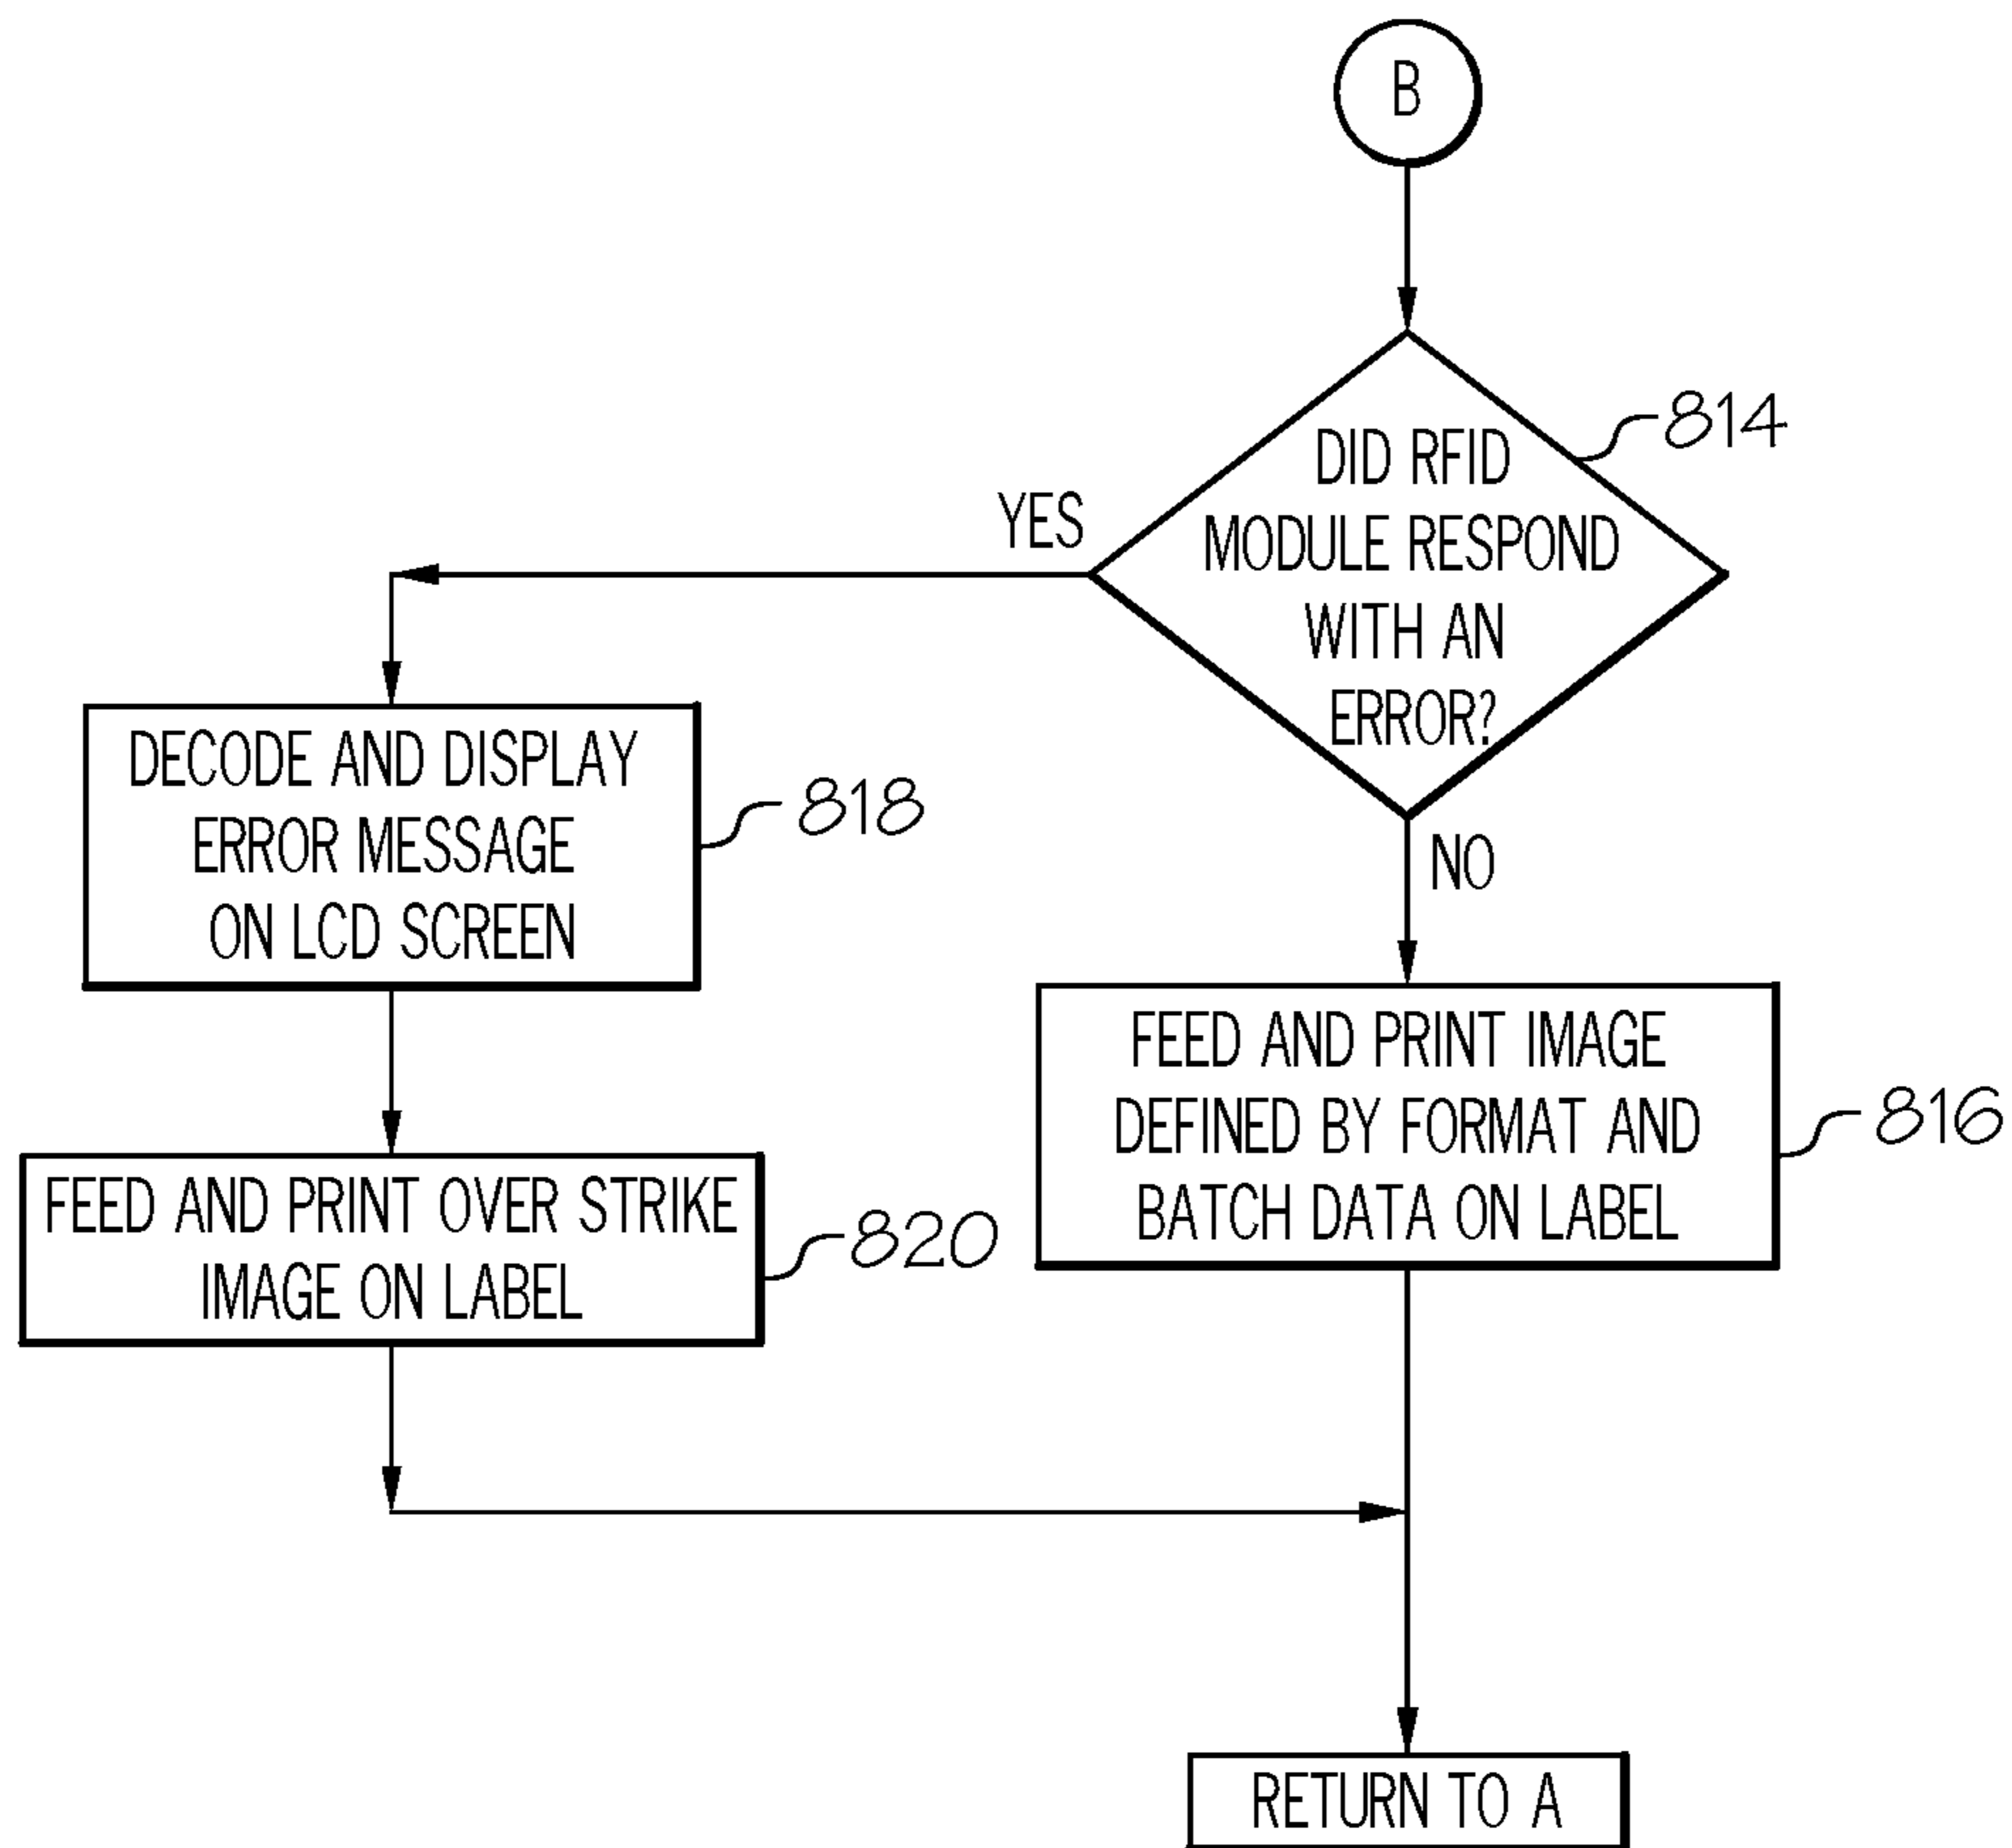 B
DID RFID
MODULE RESPOND
WITH AN
ERROR?
814
YES
NO
DECODE AND DISPLAY
ERROR MESSAGE
ON LCD SCREEN
818
FEED AND PRINT IMAGE
DEFINED BY FORMAT AND
BATCH DATA ON LABEL
816
FEED AND PRINT OVER STRIKE
IMAGE ON LABEL
820
RETURN TO A